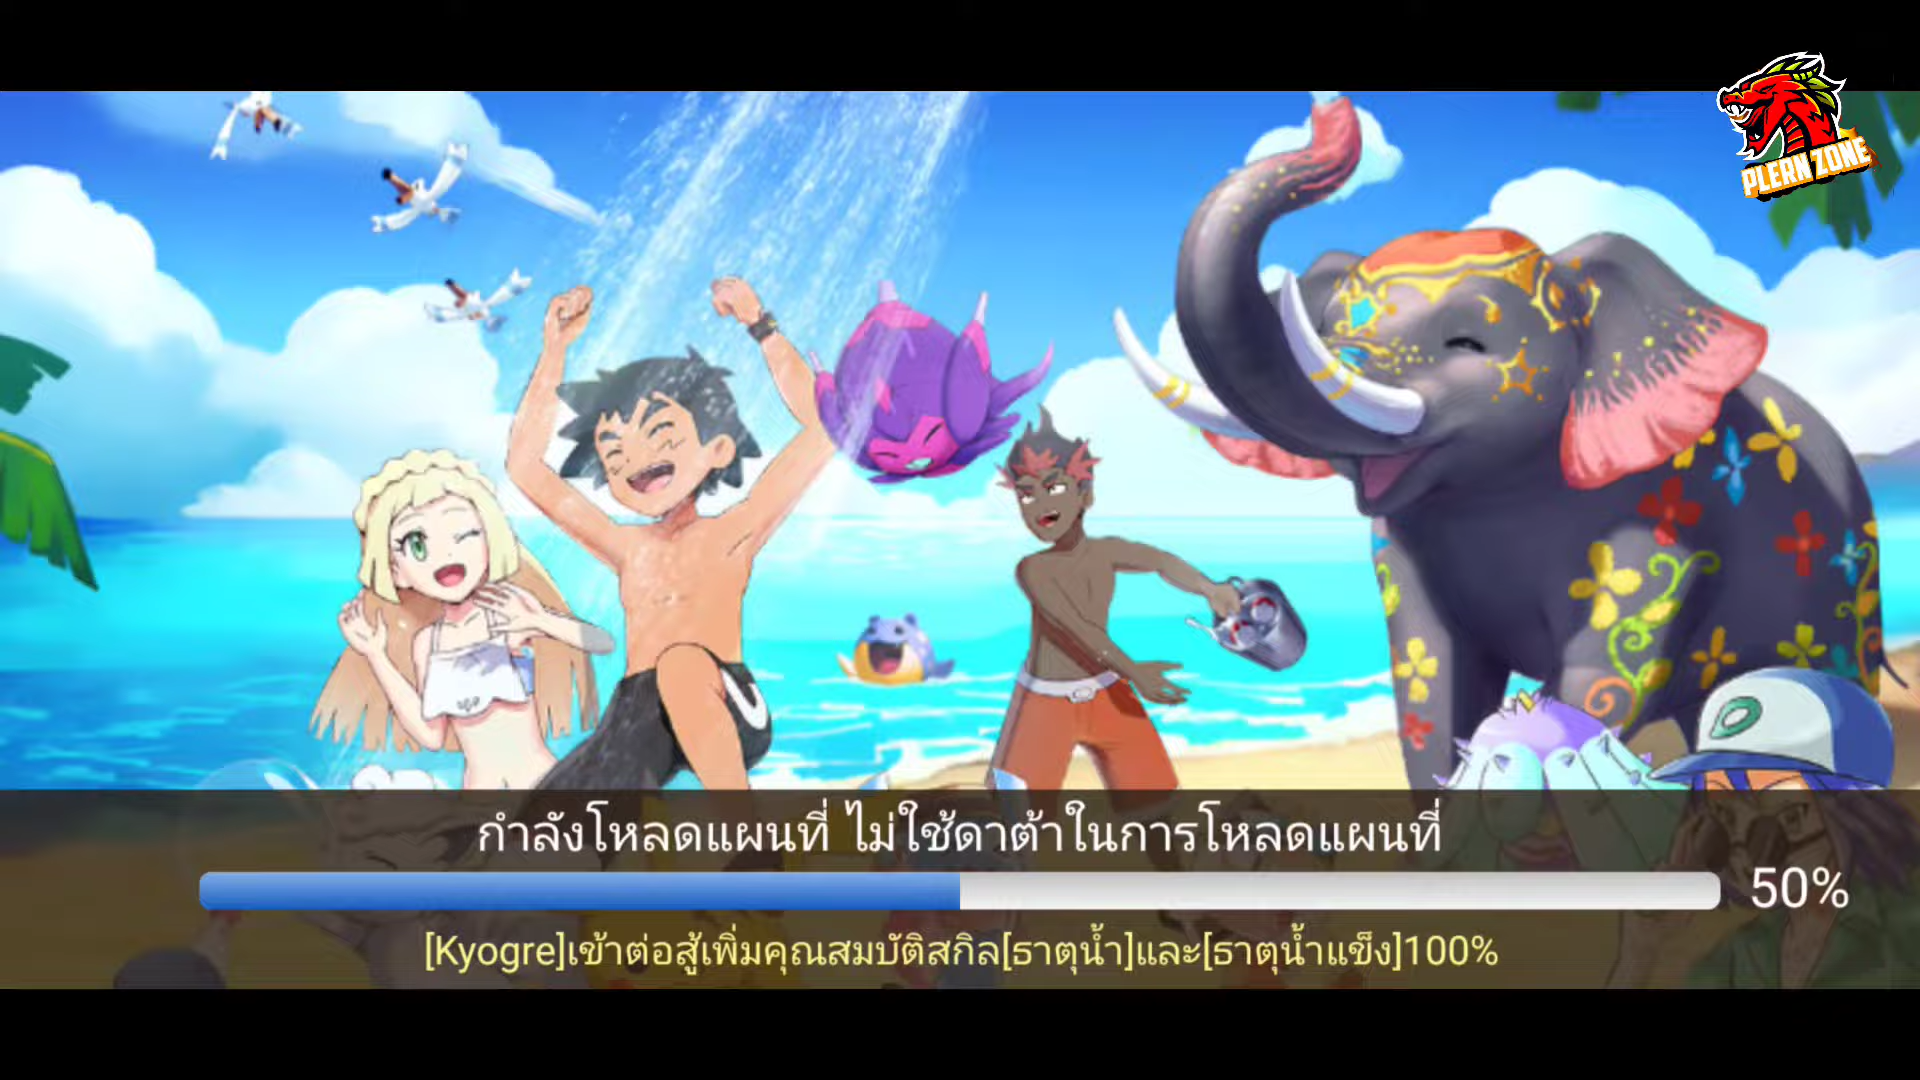 PLERN ZONE
กำลังโหลดแผนที่ ไม่ใช้ดาต้าในการโหลดแผนที่
50%
[Kyogre]เข้าต่อสู้เพิ่มคุณสมบัติสกิล[ธาตุน้ำ]และ[ธาตุน้ำแข็ง]100%